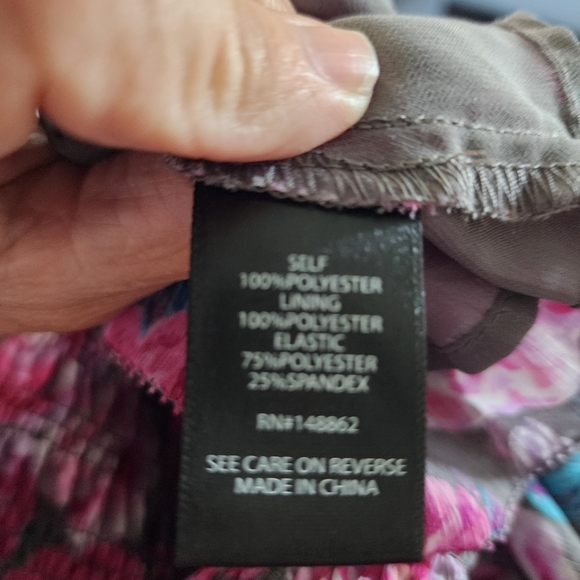 SELF
100%POLYESTER
LINING
100%POLYESTER
ELASTIC
75%POLYESTER
25%SPANDEX
RN#148862
SEE CARE ON REVERSE
MADE IN CHINA